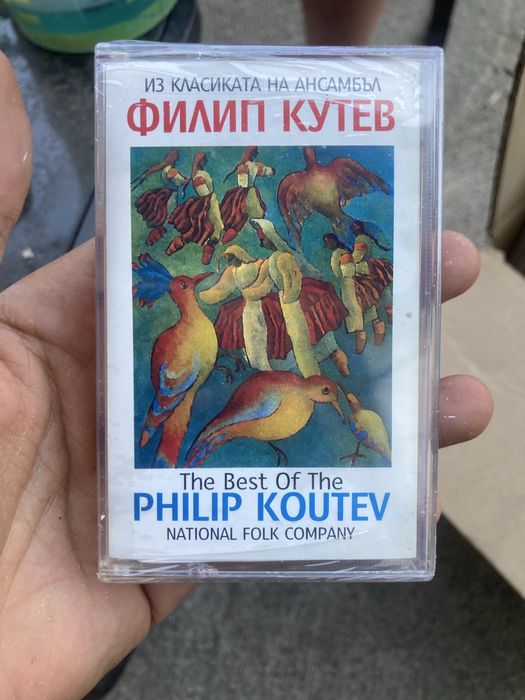 ИЗ КЛАСИКАТА НА АНСАМБЪЛ
ФИЛИП КУТЕВ
The Best Of The
PHILIP KOUTEV
NATIONAL FOLK COMPANY